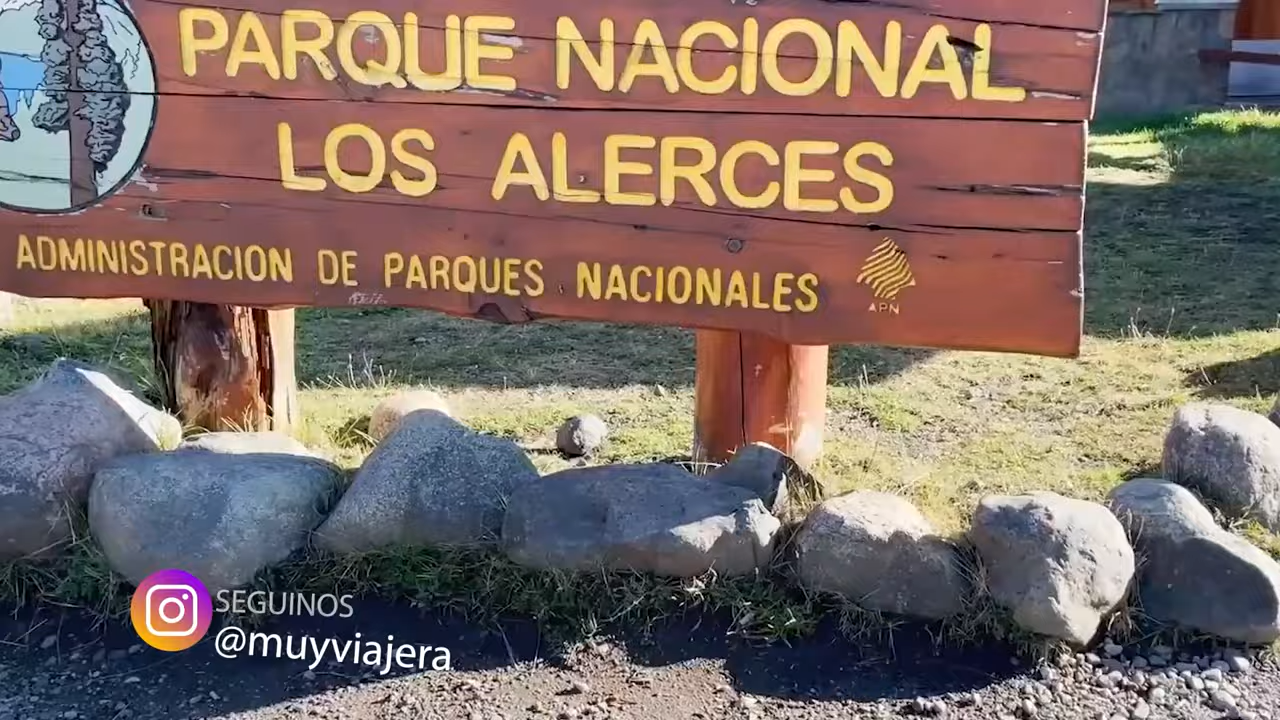 PARQUE NACIONAL
LOS ALERCES
ADMINISTRACION DE PARQUES NACIONALES
APN
SEGUINOS
@muyviajera